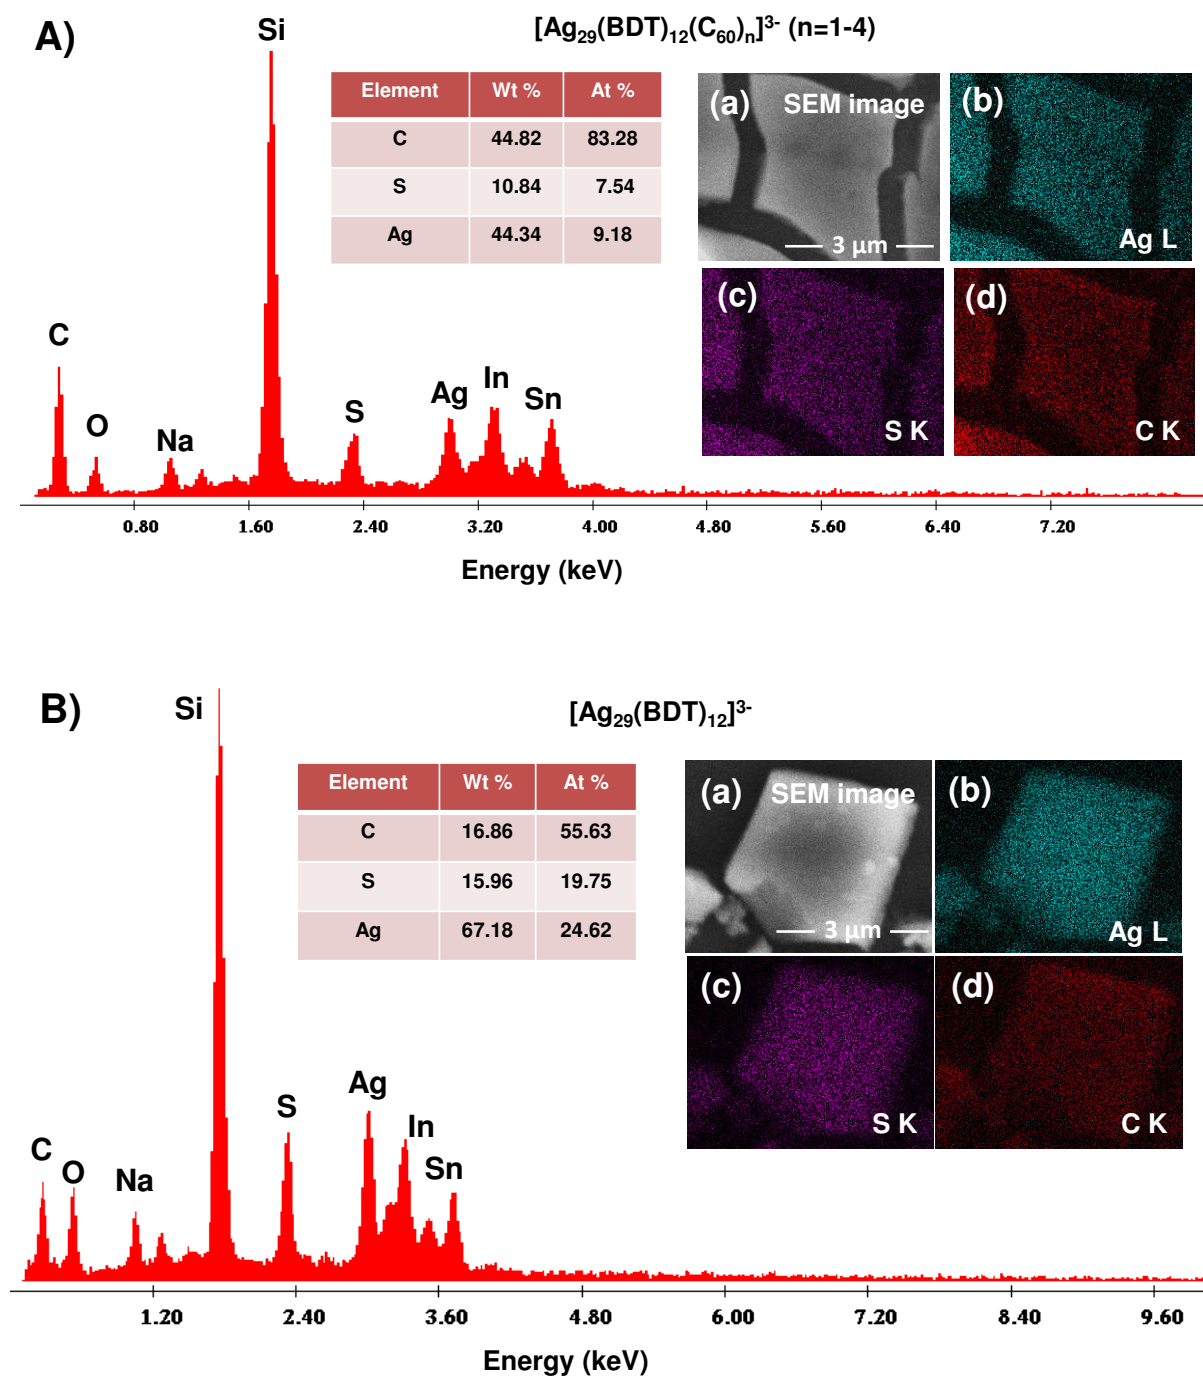 A)
[Ag29(BDT)12(C60)n]3- (n=1-4)
Si
Element Wt % At %
C 44.82 83.28
S 10.84 7.54
Ag 44.34 9.18
(a) SEM image
3 µm
(b)
Ag L
(c)
S K
(d)
C K
C
O
Na
S
Ag
In
Sn
0.80 1.60 2.40 3.20 4.00 4.80 5.60 6.40 7.20
Energy (keV)
B)
[Ag29(BDT)12]3-
Si
Element Wt % At %
C 16.86 55.63
S 15.96 19.75
Ag 67.18 24.62
(a) SEM image
3 µm
(b)
Ag L
(c)
S K
(d)
C K
C
O
Na
S
Ag
In
Sn
1.20 2.40 3.60 4.80 6.00 7.20 8.40 9.60
Energy (keV)